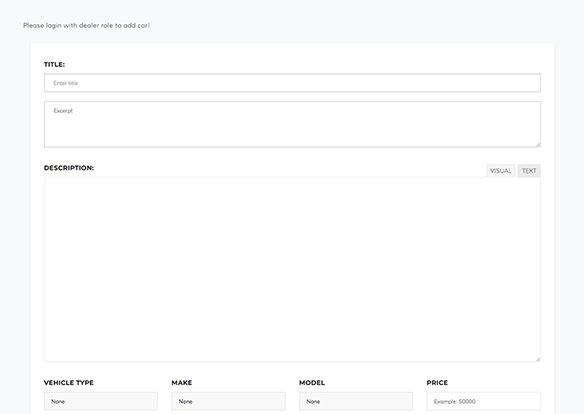 Please login with dealer role to add car!
TITLE:
Enter title
Excerpt
DESCRIPTION:
VISUAL TEXT
VEHICLE TYPE MAKE MODEL PRICE
None None None Example: 50000